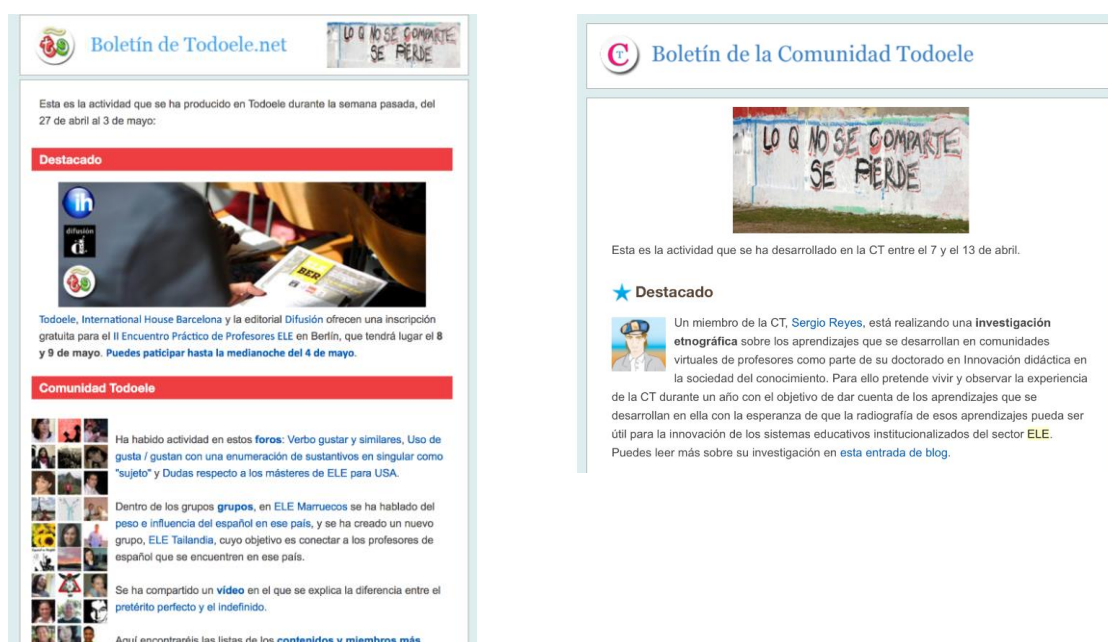 Boletín de Todoele.net
LO Q NO SE COMPARTE
SE PIERDE
Esta es la actividad que se ha producido en Todoele durante la semana pasada, del
27 de abril al 3 de mayo:
Destacado
ih
difusión
BER
Todoele, International House Barcelona y la editorial Difusión ofrecen una inscripción
gratuita para el II Encuentro Práctico de Profesores ELE en Berlín, que tendrá lugar el 8
y 9 de mayo. Puedes paticipar hasta la medianoche del 4 de mayo.
Comunidad Todoele
Ha habido actividad en estos foros: Verbo gustar y similares, Uso de
gusta / gustan con una enumeración de sustantivos en singular como
"sujeto" y Dudas respecto a los másteres de ELE para USA.
Dentro de los grupos grupos, en ELE Marruecos se ha hablado del
peso e influencia del español en ese país, y se ha creado un nuevo
grupo, ELE Tailandia, cuyo objetivo es conectar a los profesores de
español que se encuentren en ese país.
Se ha compartido un vídeo en el que se explica la diferencia entre el
pretérito perfecto y el indefinido.
Aquí encontraréis las listas de los contenidos y miembros más
CT
Boletín de la Comunidad Todoele
LO Q NO SE COMPARTE
SE PIERDE
Esta es la actividad que se ha desarrollado en la CT entre el 7 y el 13 de abril.
Destacado
Un miembro de la CT, Sergio Reyes, está realizando una investigación
etnográfica sobre los aprendizajes que se desarrollan en comunidades
virtuales de profesores como parte de su doctorado en Innovación didáctica en
la sociedad del conocimiento. Para ello pretende vivir y observar la experiencia
de la CT durante un año con el objetivo de dar cuenta de los aprendizajes que se
desarrollan en ella con la esperanza de que la radiografía de esos aprendizajes pueda ser
útil para la innovación de los sistemas educativos institucionalizados del sector ELE.
Puedes leer más sobre su investigación en esta entrada de blog.